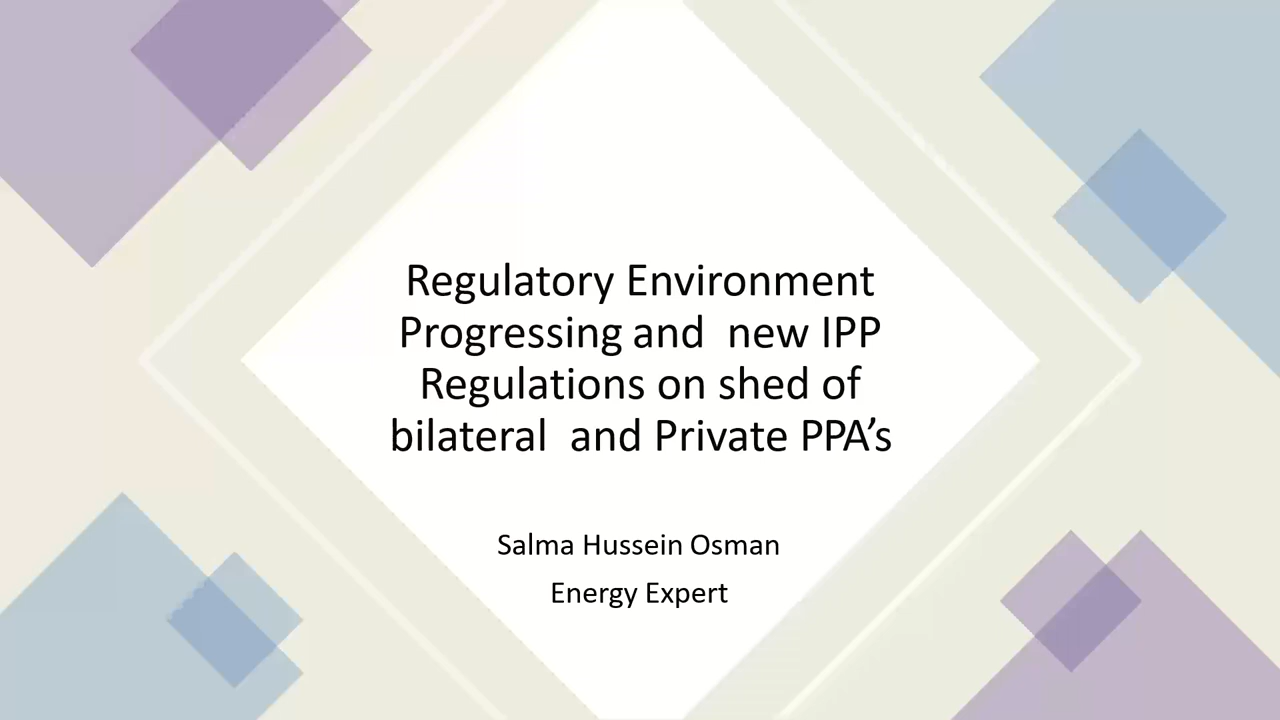 Regulatory Environment
Progressing and  new IPP
Regulations on shed of
bilateral  and Private PPA’s
Salma Hussein Osman
Energy Expert